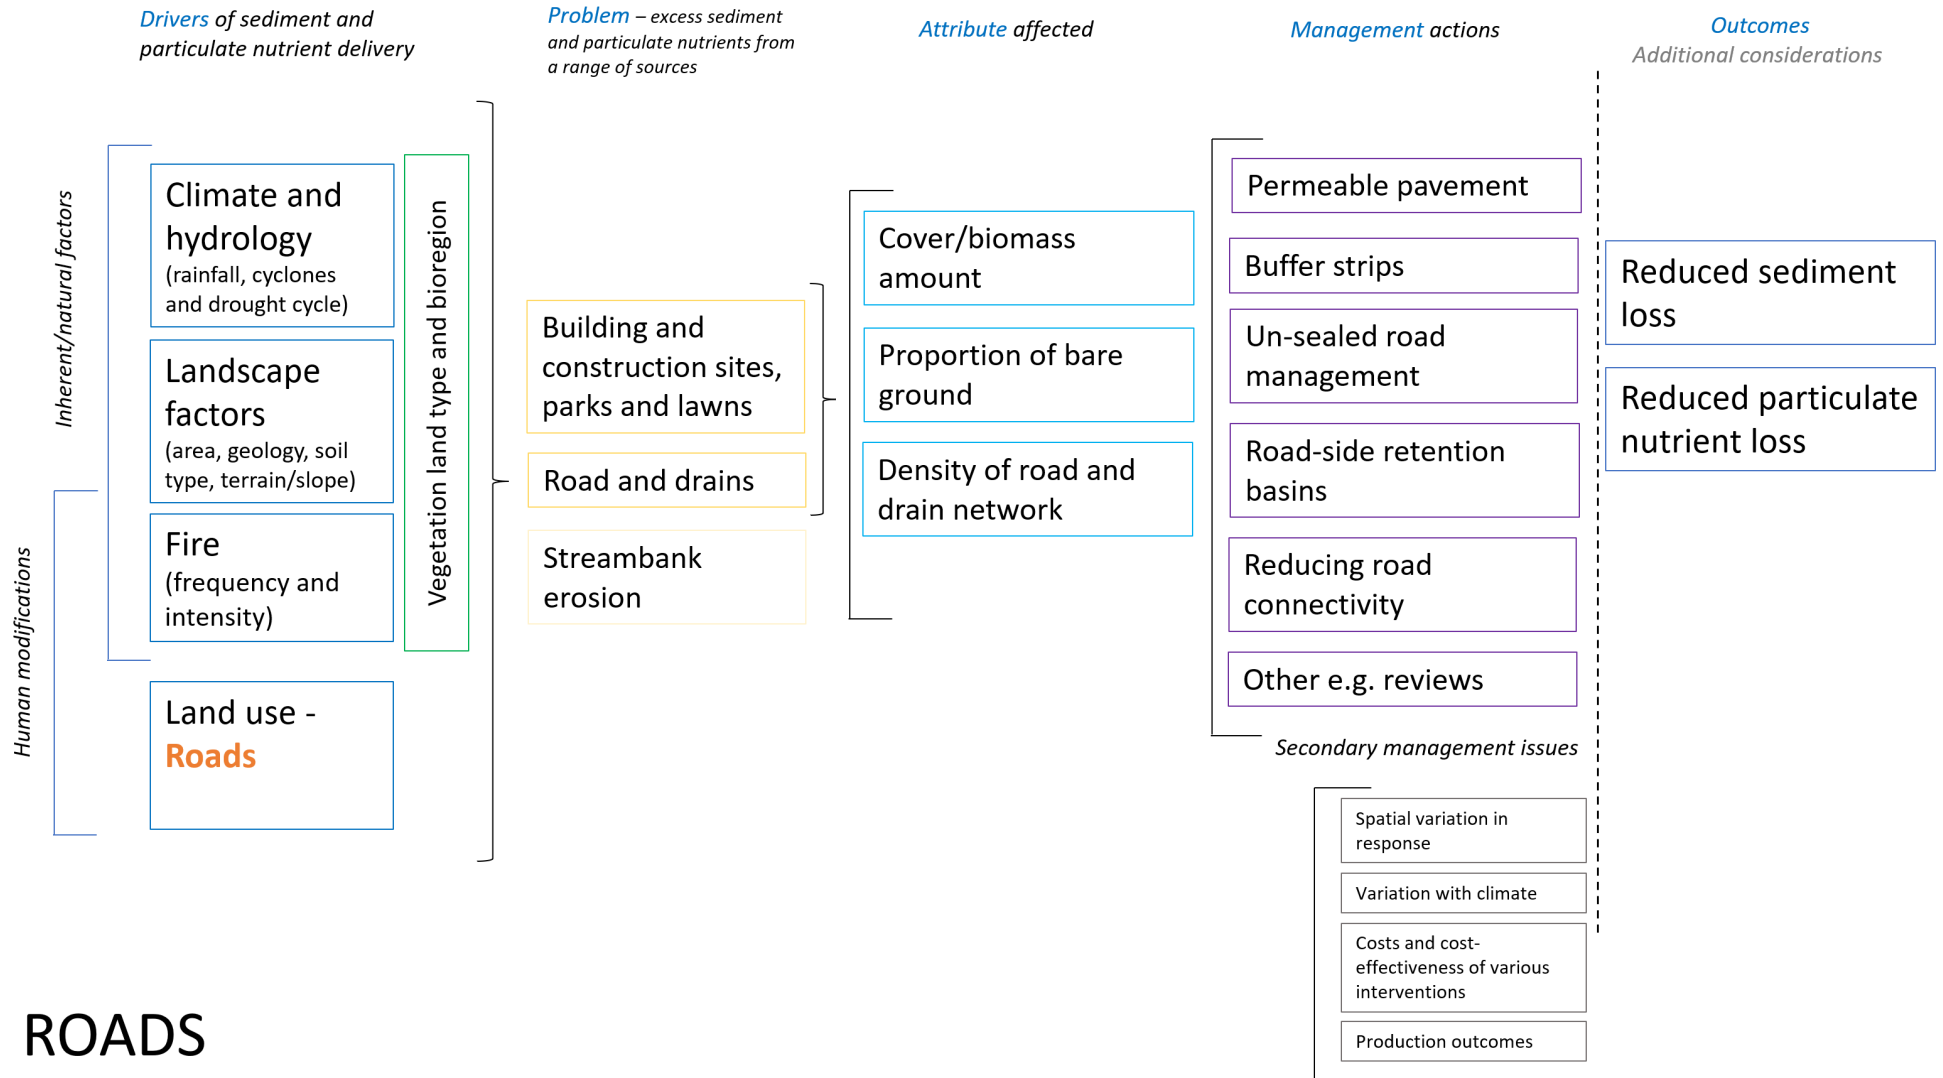 Drivers of sediment and
particulate nutrient delivery
Problem – excess sediment
and particulate nutrients from
a range of sources
Attribute affected
Management actions
Outcomes
Additional considerations
Inherent/natural factors
Human modifications
Climate and
hydrology
(rainfall, cyclones
and drought cycle)
Landscape
factors
(area, geology, soil
type, terrain/slope)
Fire
(frequency and
intensity)
Land use -
Roads
Vegetation land type and bioregion
Building and
construction sites,
parks and lawns
Road and drains
Streambank
erosion
Cover/biomass
amount
Proportion of bare
ground
Density of road and
drain network
Permeable pavement
Buffer strips
Un-sealed road
management
Road-side retention
basins
Reducing road
connectivity
Other e.g. reviews
Secondary management issues
Spatial variation in
response
Variation with climate
Costs and cost-
effectiveness of various
interventions
Production outcomes
Reduced sediment
loss
Reduced particulate
nutrient loss
ROADS